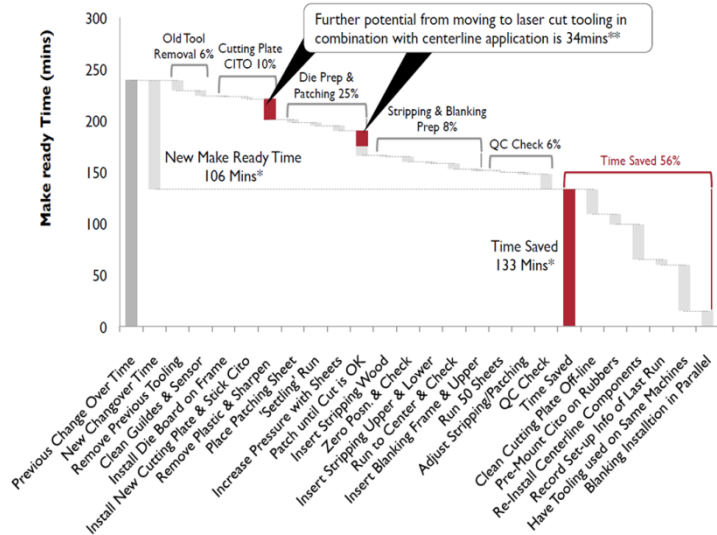 Make ready Time (mins)
300
250
200
150
100
50
0
Old Tool
Removal 6%
Cutting Plate
CITO 10%
Further potential from moving to laser cut tooling in
combination with centerline application is 34mins**
Die Prep &
Patching 25%
Stripping & Blanking
Prep 8%
QC Check 6%
Time Saved 56%
New Make Ready Time
106 Mins*
Time Saved
133 Mins*
Previous Change Over Time
New Changover Time
Remove Previous Tooling
Clean Guildes & Sensor
Install Die Board on Frame
Install New Cutting Plate & Stick Cito
Remove Plastic & Sharpen
Place Patching Sheet
'Settling' Run
Increase Pressure with Sheets
Patch until Cut is OK
Insert Stripping Wood
Zero Posn. & Check
Insert Stripping Upper & Lower
Run to Center & Check
Insert Blanking Frame & Upper
Run 50 Sheets
Adjust Stripping/Patching
QC Check
Time Saved
Clean Cutting Plate Off-line
Pre-Mount Cito on Rubbers
Re-Install Centerline Components
Record Set-up Info of Last Run
Have Tooling used on Same Machines
Blanking Installtion in Parallel